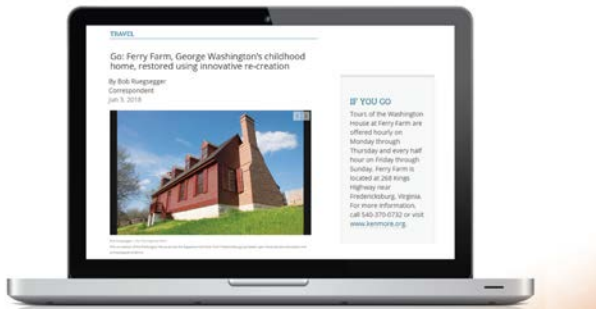 TRAVEL
Go: Ferry Farm, George Washington's childhood
home, restored using innovative re-creation
By Bob Ruegsegger
Correspondent
Jun 3, 2018
IF YOU GO
Tours of the Washington
House at Ferry Farm are
offered hourly on
Monday through
Thursday and every half
hour on Friday through
Sunday. Ferry Farm is
located at 268 Kings
Highway near
Fredericksburg, Virginia.
For more information,
call 540-370-0732 or visit
www.kenmore.org.